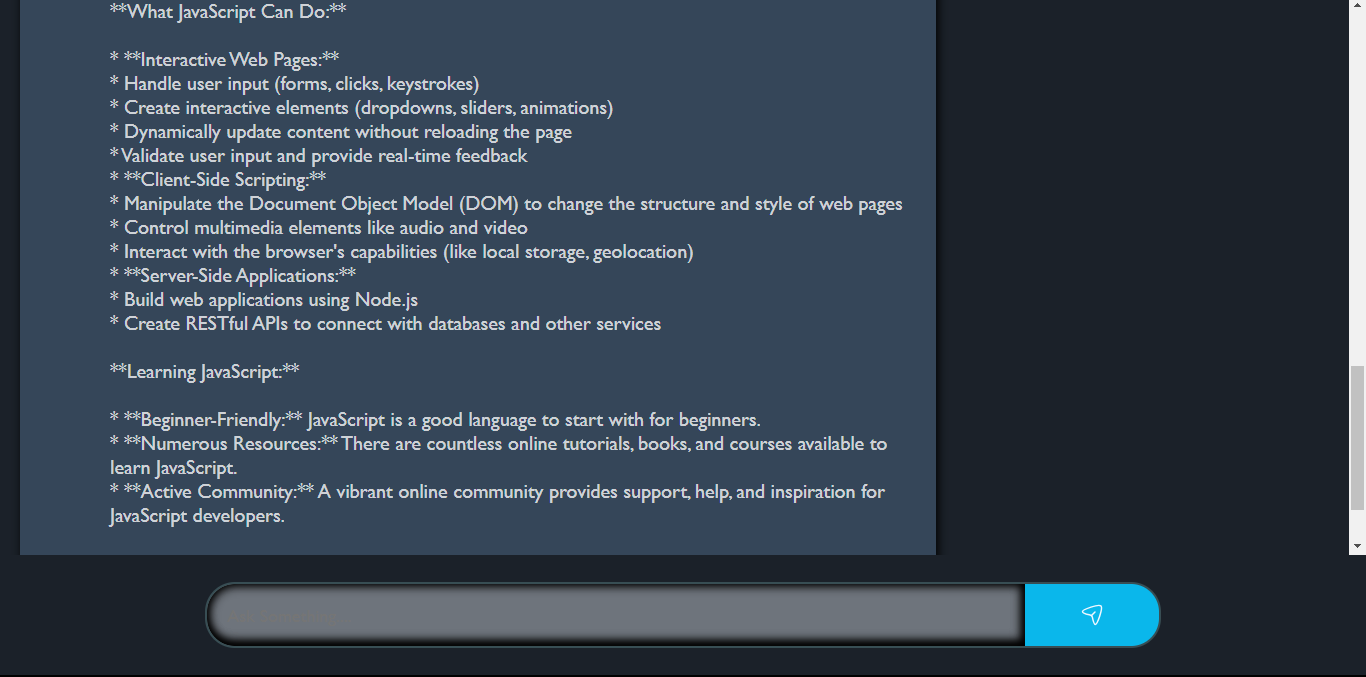 **What JavaScript Can Do:**
* **Interactive Web Pages:**
* Handle user input (forms, clicks, keystrokes)
* Create interactive elements (dropdowns, sliders, animations)
* Dynamically update content without reloading the page
* Validate user input and provide real-time feedback
* **Client-Side Scripting:**
* Manipulate the Document Object Model (DOM) to change the structure and style of web pages
* Control multimedia elements like audio and video
* Interact with the browser's capabilities (like local storage, geolocation)
* **Server-Side Applications:**
* Build web applications using Node.js
* Create RESTful APIs to connect with databases and other services
**Learning JavaScript:**
* **Beginner-Friendly:** JavaScript is a good language to start with for beginners.
* **Numerous Resources:** There are countless online tutorials, books, and courses available to
learn JavaScript.
* **Active Community:** A vibrant online community provides support, help, and inspiration for
JavaScript developers.